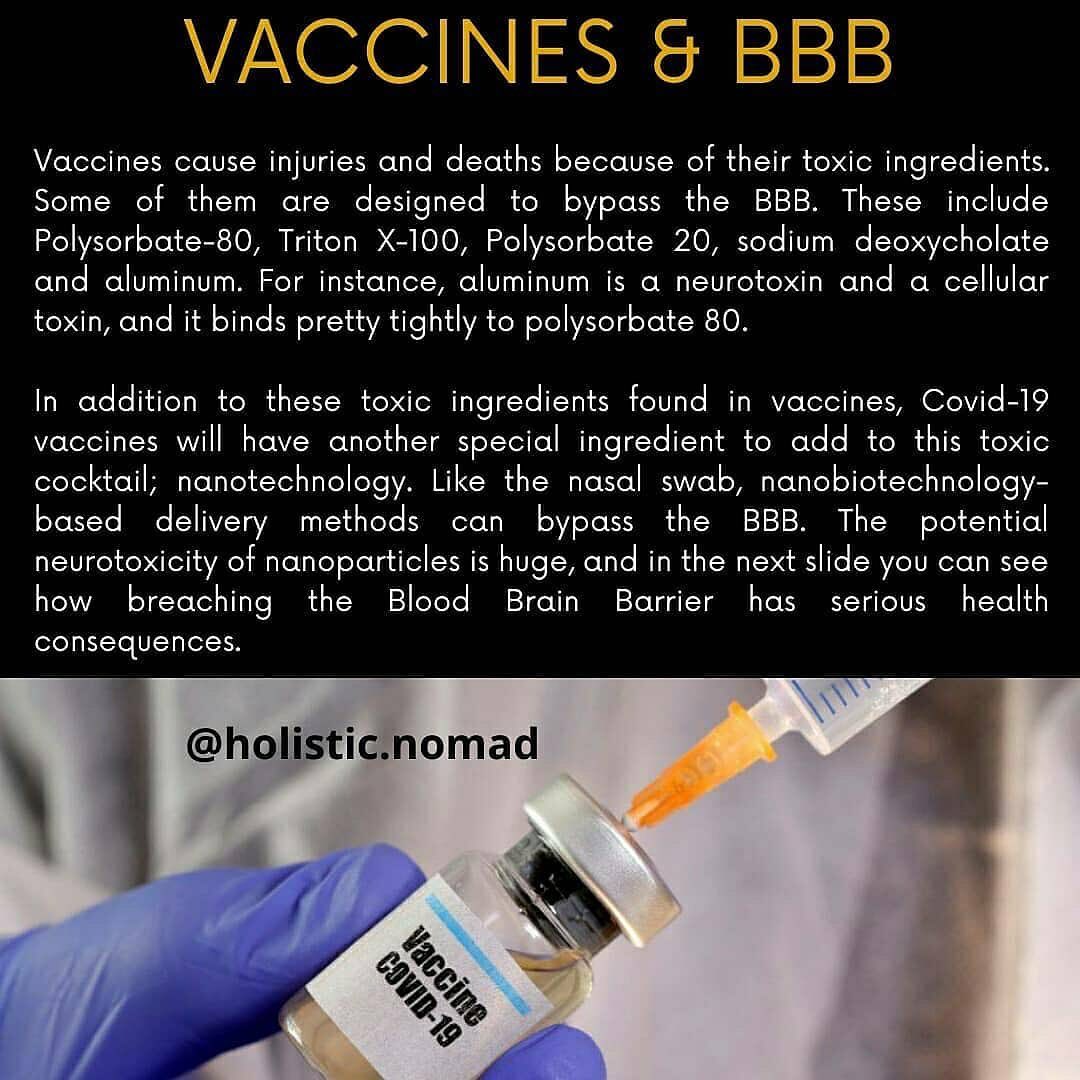 VACCINES & BBB
Vaccines cause injuries and deaths because of their toxic ingredients.
Some of them are designed to bypass the BBB. These include
Polysorbate-80, Triton X-100, Polysorbate 20, sodium deoxycholate
and aluminum. For instance, aluminum is a neurotoxin and a cellular
toxin, and it binds pretty tightly to polysorbate 80.
In addition to these toxic ingredients found in vaccines, Covid-19
vaccines will have another special ingredient to add to this toxic
cocktail; nanotechnology. Like the nasal swab, nanobiotechnology-
based delivery methods can bypass the BBB. The potential
neurotoxicity of nanoparticles is huge, and in the next slide you can see
how breaching the Blood Brain Barrier has serious health
consequences.
@holistic.nomad
Vaccine
COVID-19